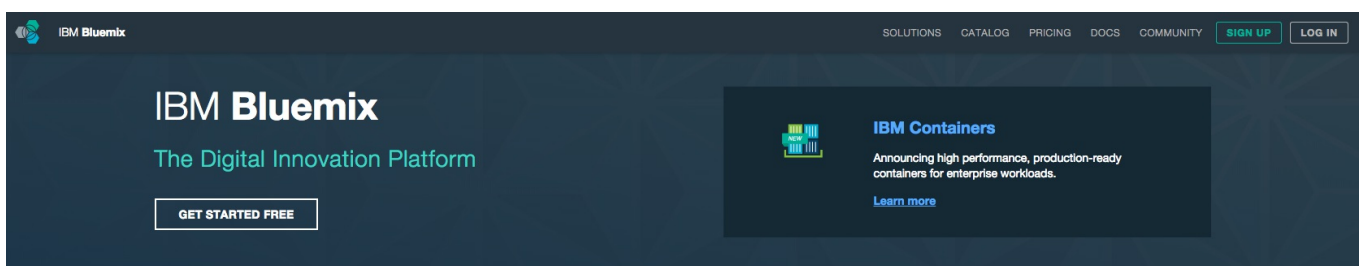 IBM Bluemix
SOLUTIONS CATALOG PRICING DOCS COMMUNITY SIGN UP LOG IN
IBM Bluemix
The Digital Innovation Platform
GET STARTED FREE
NEW
IBM Containers
Announcing high performance, production-ready
containers for enterprise workloads.
Learn more